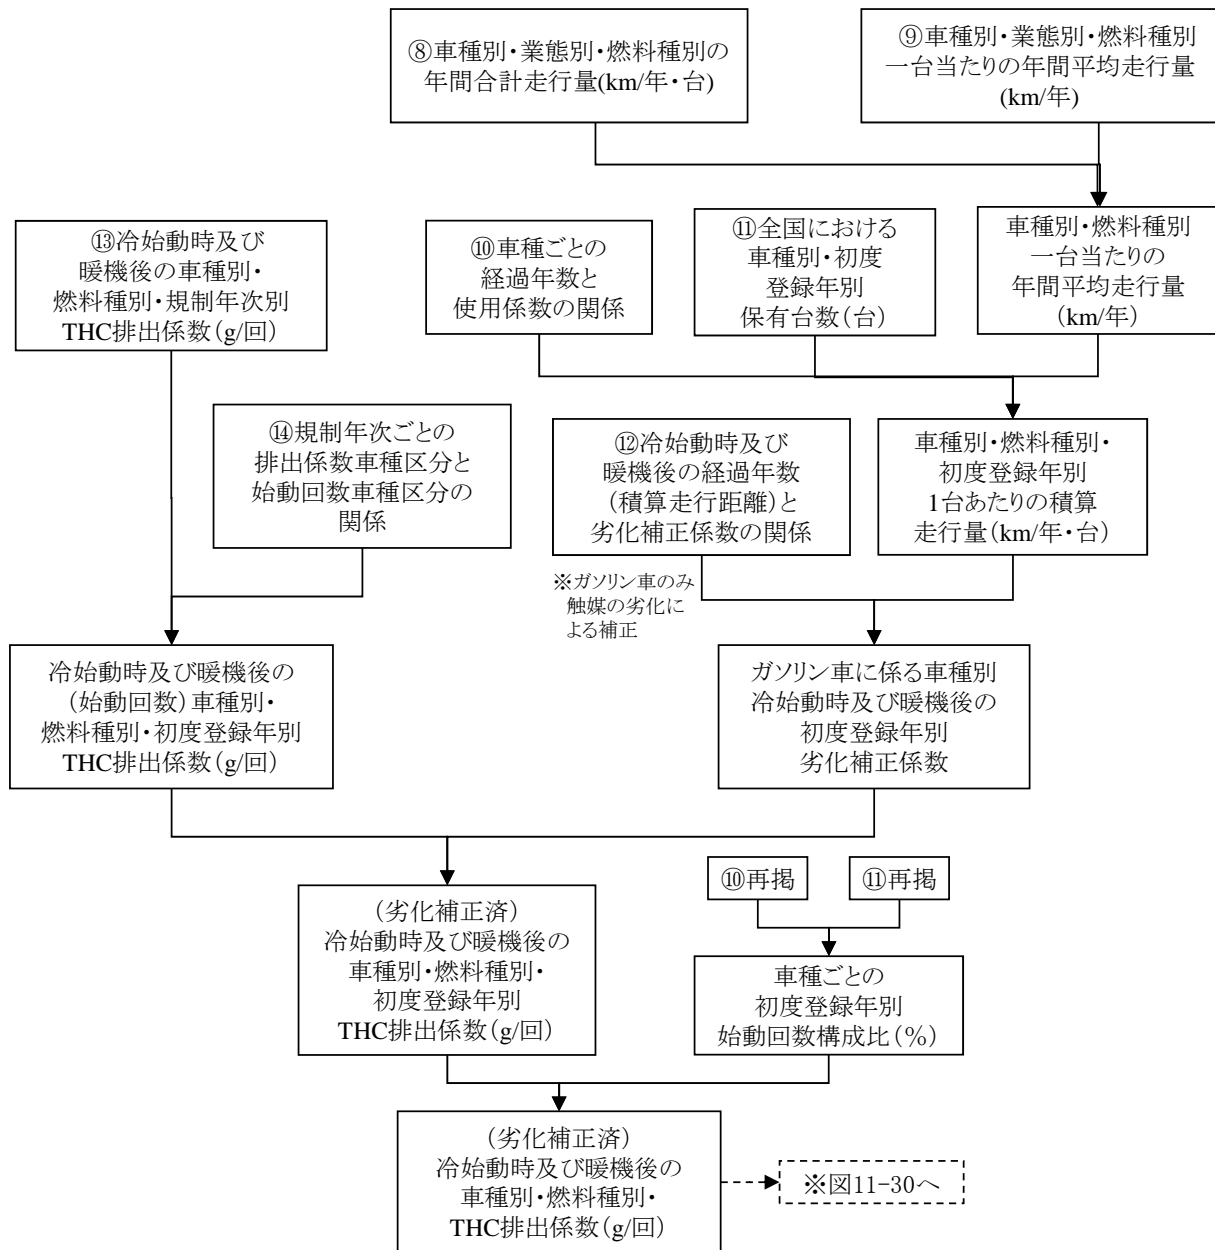 ⑧車種別・業態別・燃料種別の
年間合計走行量(km/年・台)
⑨車種別・業態別・燃料種別
一台当たりの年間平均走行量
(km/年)
⑬冷始動時及び
暖機後の車種別・
燃料種別・規制年次別
THC排出係数(g/回)
⑩車種ごとの
経過年数と
使用係数の関係
⑪全国における
車種別・初度
登録年別
保有台数(台)
車種別・燃料種別
一台当たりの
年間平均走行量
(km/年)
⑭規制年次ごとの
排出係数車種区分と
始動回数車種区分の
関係
⑫冷始動時及び
暖機後の経過年数
(積算走行距離)と
劣化補正係数の関係
車種別・燃料種別・
初度登録年別
1台あたりの積算
走行量(km/年・台)
※ガソリン車のみ
触媒の劣化に
よる補正
冷始動時及び暖機後の
(始動回数)車種別・
燃料種別・初度登録年別
THC排出係数(g/回)
ガソリン車に係る車種別
冷始動時及び暖機後の
初度登録年別
劣化補正係数
⑩再掲
⑪再掲
(劣化補正済)
冷始動時及び暖機後の
車種別・燃料種別・
初度登録年別
THC排出係数(g/回)
車種ごとの
初度登録年別
始動回数構成比(%)
(劣化補正済)
冷始動時及び暖機後の
車種別・燃料種別・
THC排出係数(g/回)
※図11-30へ